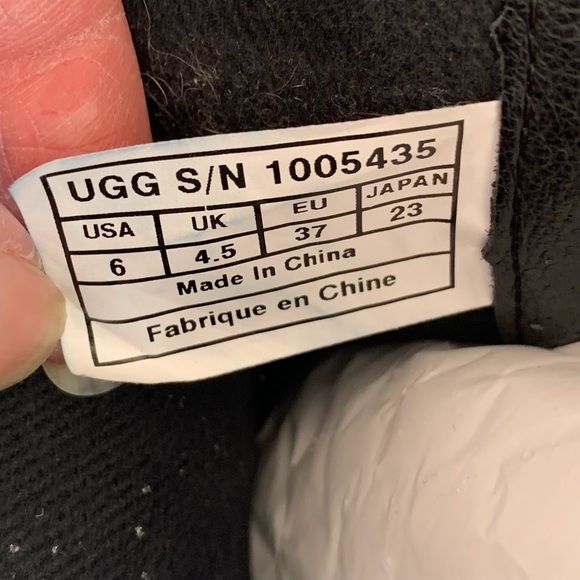 UGG S/N 1005435
USA UK EU JAPAN
6 4.5 37 23
Made In China
Fabrique en Chine